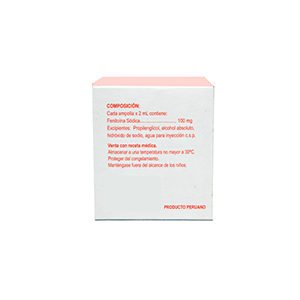 COMPOSICIÓN:
Cada ampolla x 2 mL contiene:
Fenitoína Sódica........................ 100 mg
Excipientes: Propilenglicol, alcohol absoluto,
hidróxido de sodio, agua para inyección c.s.p.
Venta con receta médica.
Almacenar a una temperatura no mayor a 30ºC.
Proteger del congelamiento.
Manténgase fuera del alcance de los niños.
PRODUCTO PERUANO